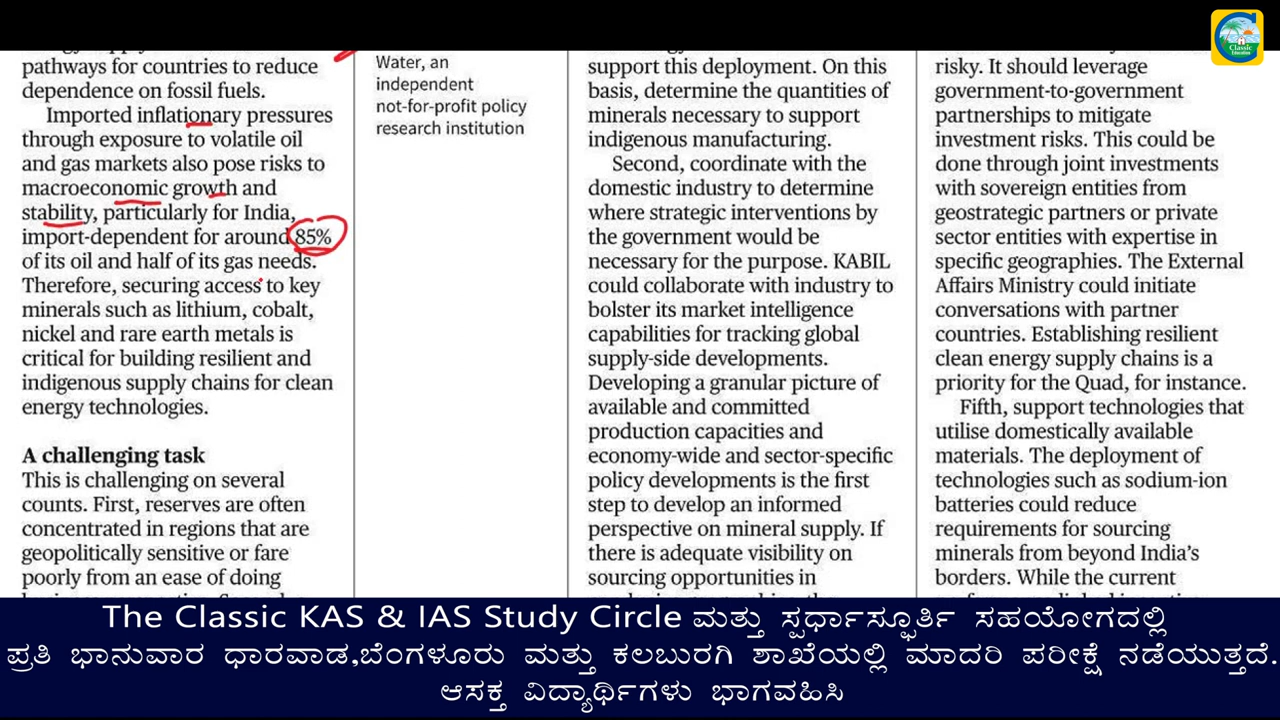 pathways for countries to reduce
dependence on fossil fuels.
Imported inflationary pressures
through exposure to volatile oil
and gas markets also pose risks to
macroeconomic growth and
stability, particularly for India,
import-dependent for around 85%
of its oil and half of its gas needs.
Therefore, securing access to key
minerals such as lithium, cobalt,
nickel and rare earth metals is
critical for building resilient and
indigenous supply chains for clean
energy technologies.
A challenging task
This is challenging on several
counts. First, reserves are often
concentrated in regions that are
geopolitically sensitive or fare
poorly from an ease of doing
Water, an
independent
not-for-profit policy
research institution
support this deployment. On this
basis, determine the quantities of
minerals necessary to support
indigenous manufacturing.
Second, coordinate with the
domestic industry to determine
where strategic interventions by
the government would be
necessary for the purpose. KABIL
could collaborate with industry to
bolster its market intelligence
capabilities for tracking global
supply-side developments.
Developing a granular picture of
available and committed
production capacities and
economy-wide and sector-specific
policy developments is the first
step to develop an informed
perspective on mineral supply. If
there is adequate visibility on
sourcing opportunities in
risky. It should leverage
government-to-government
partnerships to mitigate
investment risks. This could be
done through joint investments
with sovereign entities from
geostrategic partners or private
sector entities with expertise in
specific geographies. The External
Affairs Ministry could initiate
conversations with partner
countries. Establishing resilient
clean energy supply chains is a
priority for the Quad, for instance.
Fifth, support technologies that
utilise domestically available
materials. The deployment of
technologies such as sodium-ion
batteries could reduce
requirements for sourcing
minerals from beyond India's
borders. While the current
Classic
Education
The Classic KAS & IAS Study Circle ಮತ್ತು ಸ್ಪರ್ಧಾಸ್ಫೂರ್ತಿ ಸಹಯೋಗದಲ್ಲಿ
ಪ್ರತಿ ಭಾನುವಾರ ಧಾರವಾಡ,ಬೆಂಗಳೂರು ಮತ್ತು ಕಲಬುರಗಿ ಶಾಖೆಯಲ್ಲಿ ಮಾದರಿ ಪರೀಕ್ಷೆ ನಡೆಯುತ್ತದೆ.
ಆಸಕ್ತ ವಿದ್ಯಾರ್ಥಿಗಳು ಭಾಗವಹಿಸಿ